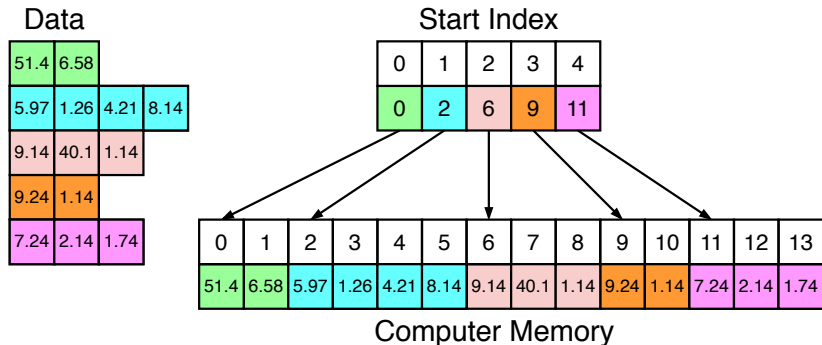 Data
51.4 6.58
5.97 1.26 4.21 8.14
9.14 40.1 1.14
9.24 1.14
7.24 2.14 1.74
Start Index
0 1 2 3 4
0 2 6 9 11
0 1 2 3 4 5 6 7 8 9 10 11 12 13
51.4 6.58 5.97 1.26 4.21 8.14 9.14 40.1 1.14 9.24 1.14 7.24 2.14 1.74
Computer Memory